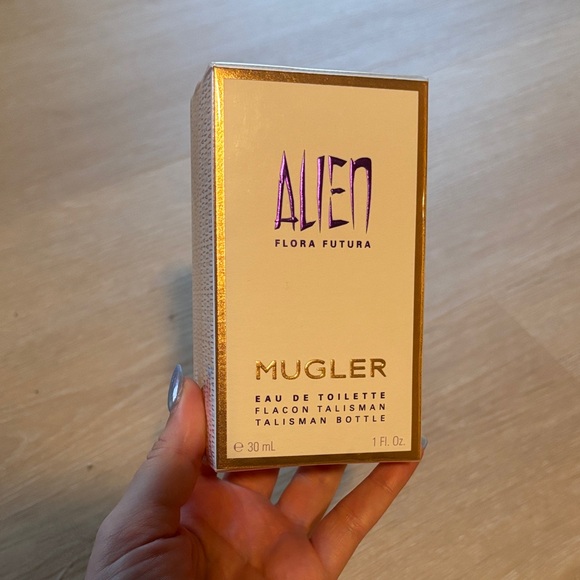 ALIEN
FLORA FUTURA
MUGLER
EAU DE TOILETTE
FLACON TALISMAN
TALISMAN BOTTLE
℮ 30 mL 1 Fl. Oz.